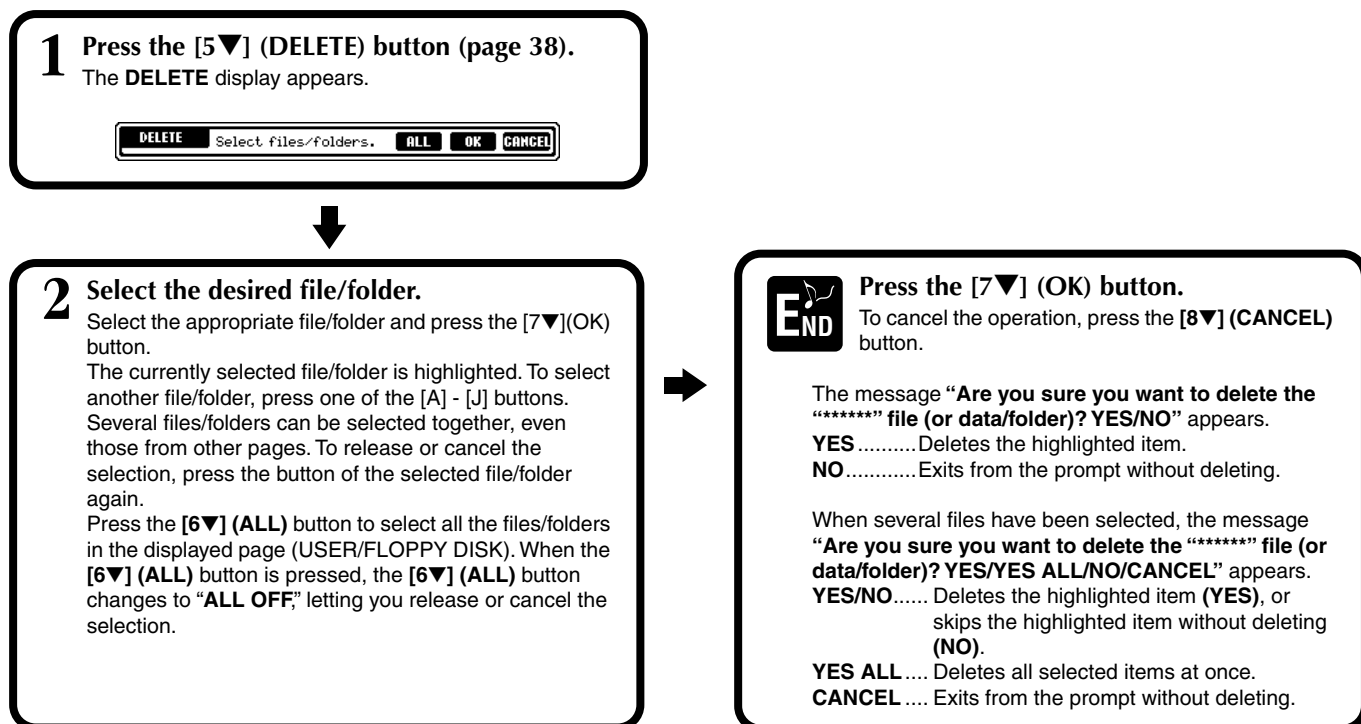 1 Press the [5▼] (DELETE) button (page 38).
The DELETE display appears.
DELETE Select files/folders. ALL OK CANCEL
2 Select the desired file/folder.
Select the appropriate file/folder and press the [7▼](OK)
button.
The currently selected file/folder is highlighted. To select
another file/folder, press one of the [A] - [J] buttons.
Several files/folders can be selected together, even
those from other pages. To release or cancel the
selection, press the button of the selected file/folder
again.
Press the [6▼] (ALL) button to select all the files/folders
in the displayed page (USER/FLOPPY DISK). When the
[6▼] (ALL) button is pressed, the [6▼] (ALL) button
changes to “ALL OFF,” letting you release or cancel the
selection.
END
Press the [7▼] (OK) button.
To cancel the operation, press the [8▼] (CANCEL)
button.
The message “Are you sure you want to delete the
“******” file (or data/folder)? YES/NO” appears.
YES..........Deletes the highlighted item.
NO............Exits from the prompt without deleting.
When several files have been selected, the message
“Are you sure you want to delete the “******” file (or
data/folder)? YES/YES ALL/NO/CANCEL” appears.
YES/NO...... Deletes the highlighted item (YES), or
skips the highlighted item without deleting
(NO).
YES ALL.... Deletes all selected items at once.
CANCEL.... Exits from the prompt without deleting.